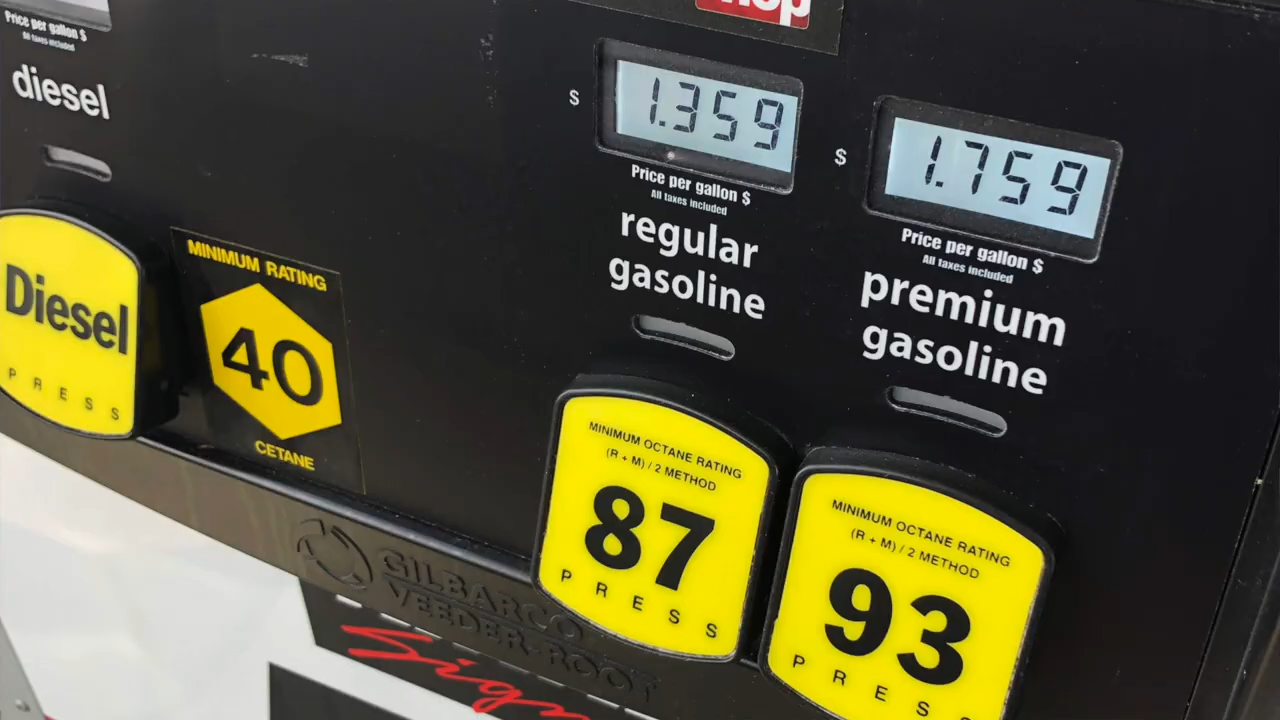 Price per gallon $
All taxes included
diesel
Diesel
PRESS
MINIMUM RATING
40
CETANE
$ 1.359
Price per gallon $
All taxes included
regular
gasoline
MINIMUM OCTANE RATING
(R + M) / 2 METHOD
87
PRESS
$ 1.759
Price per gallon $
All taxes included
premium
gasoline
MINIMUM OCTANE RATING
(R + M) / 2 METHOD
93
PRES
GILBARCO
VEEDER-ROOT